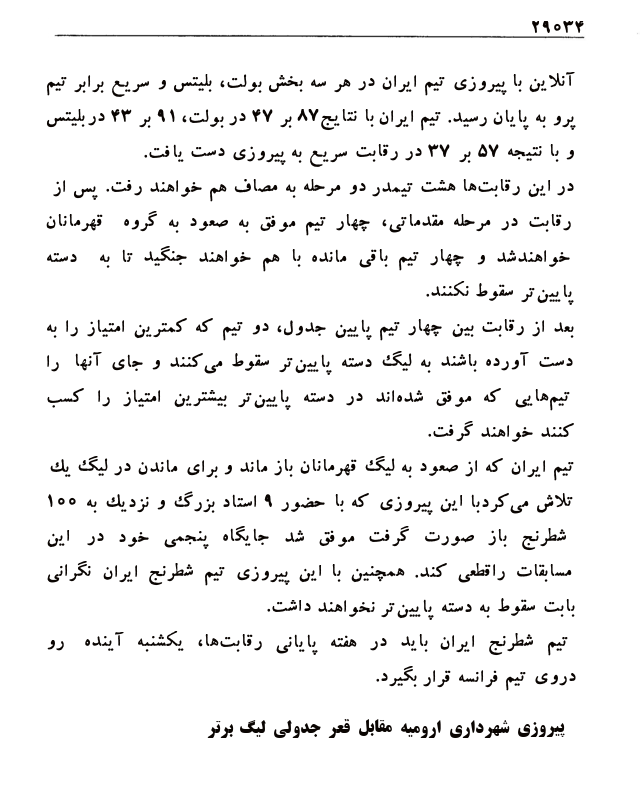 ۲۹۰۳۴
آنلاین با پیروزی تیم ایران در هر سه بخش بولت، بلیتس و سریع برابر تیم
پرو به پایان رسید. تیم ایران با نتایج۸۷ بر ۴۷ در بولت، ۹۱ بر ۴۳ دربلیتس
و با نتیجه ۵۷ بر ۳۷ در رقابت سریع به پیروزی دست یافت.
در این رقابت‌ها هشت تیمدر دو مرحله به مصاف هم خواهند رفت. پس از
رقابت در مرحله مقدماتی، چهار تیم موفق به صعود به گروه قهرمانان
خواهندشد و چهار تیم باقی مانده با هم خواهند جنگید تا به دسته
پایین‌تر سقوط نکنند.
بعد از رقابت بین چهار تیم پایین جدول، دو تیم که کمترین امتیاز را به
دست آورده باشند به لیگ دسته پایین‌تر سقوط می‌کنند و جای آنها را
تیم‌هایی که موفق شده‌اند در دسته پایین‌تر بیشترین امتیاز را کسب
کنند خواهند گرفت.
تیم ایران که از صعود به لیگ قهرمانان باز ماند و برای ماندن در لیگ یك
تلاش می‌کردبا این پیروزی که با حضور ۹ استاد بزرگ و نزدیك به ۱۰۰
شطرنج باز صورت گرفت موفق شد جایگاه پنجمی خود در این
مسابقات راقطعی کند. همچنین با این پیروزی تیم شطرنج ایران نگرانی
بابت سقوط به دسته پایین‌تر نخواهند داشت.
تیم شطرنج ایران باید در هفته پایانی رقابت‌ها، یکشنبه آینده رو
دروی تیم فرانسه قرار بگیرد.
پیروزی شهرداری ارومیه مقابل قعر جدولی لیگ برتر